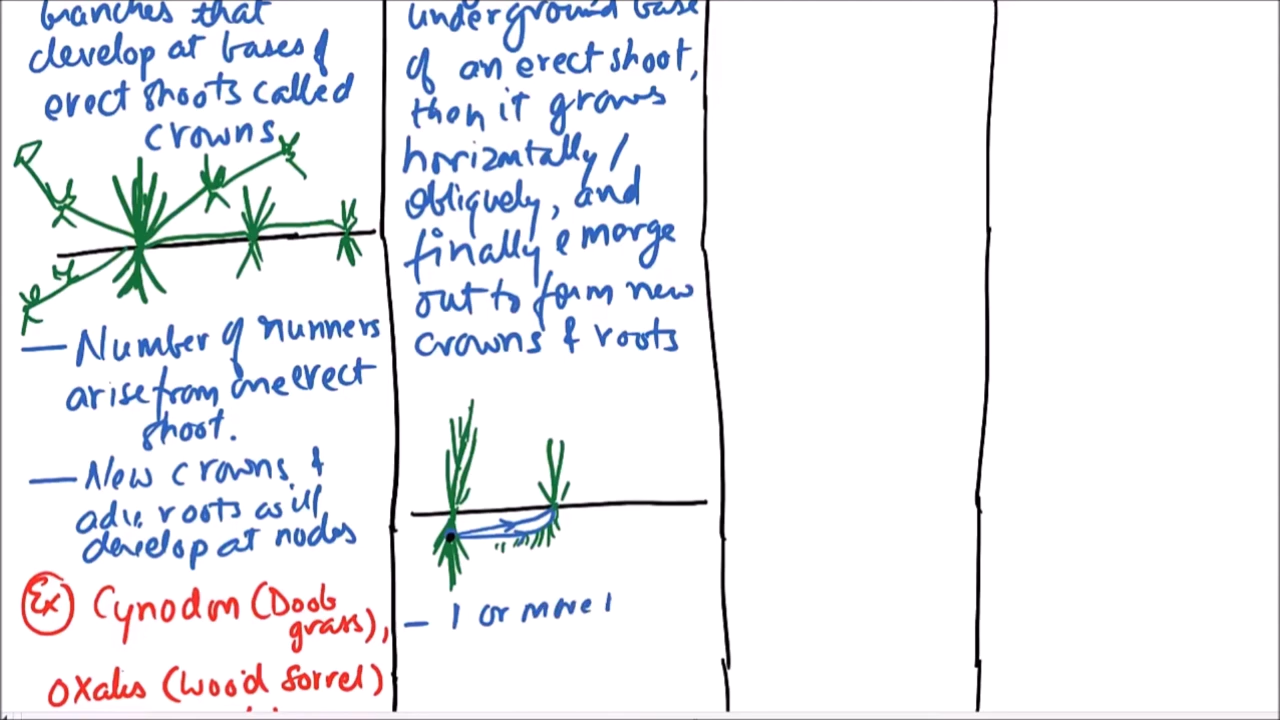 branches that
develop at bases of
erect shoots called
crowns
— Number of runners
arise from one erect
shoot.
— New crowns &
adv. roots
develop at nodes
Ex Cynodon (Doob
grass),
Oxalis (wood sorrel)
underground base
of an erect shoot,
then it grows
horizontally/
obliquely, and
finally emerge
out to form new
crowns & roots
– 1 or more